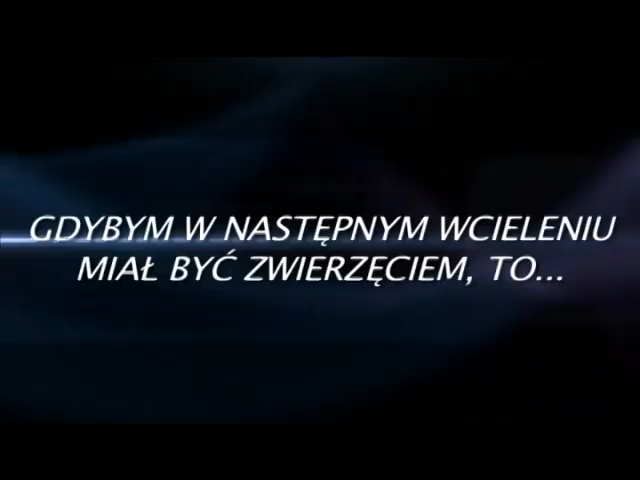 GDYBYM W NASTĘPNYM WCIELENIU
MIAŁ BYĆ ZWIERZĘCIEM, TO...